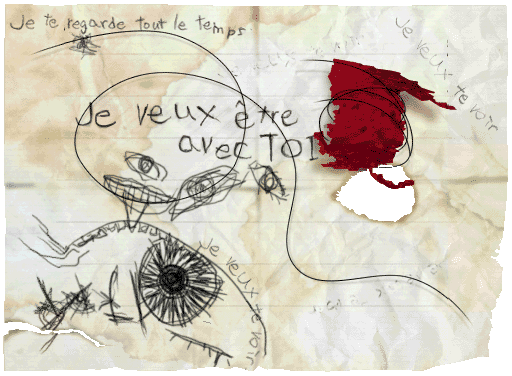 Je te regarde tout le temps
Je veux te voir
Je veux être
avec TOI
Je veux te voir